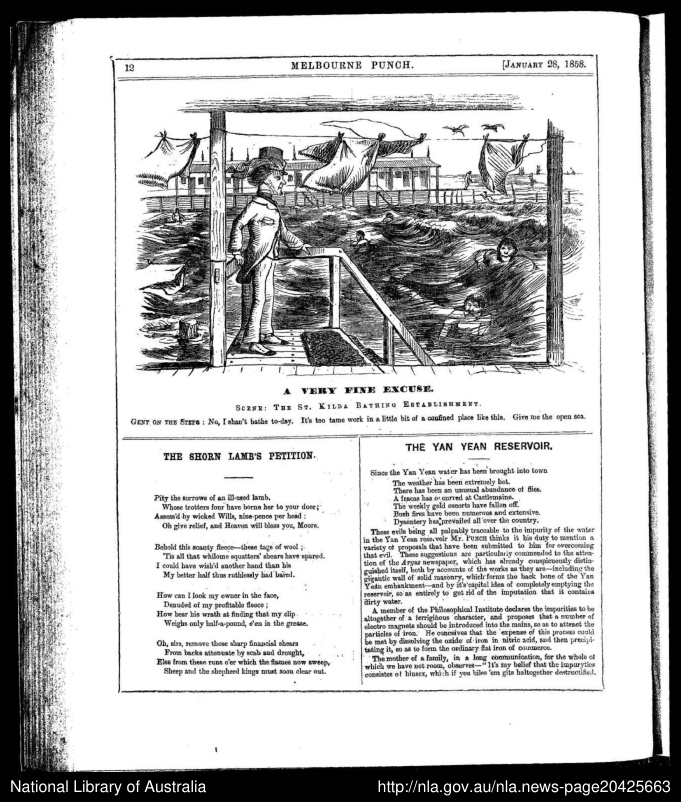 12
MELBOURNE PUNCH.
[JANUARY 28, 1858.
A VERY FINE EXCUSE.
SCENE: THE ST. KILDA BATHING ESTABLISHMENT.
GENT ON THE STEPS: No, I shan't bathe to-day. It's too tame work in a little bit of a confined place like this. Give me the open sea.
THE SHORN LAMB'S PETITION.
Pity the sorrows of an ill-used lamb,
Whose trotters four have borne her to your door;
Assess'd by wicked Wills, nine-pence per head:
Oh give relief, and Heaven will bless you, Moore.
Behold this scanty fleece—these tags of wool;
'Tis all that whilome squatters' shears have spared.
I could have wish'd another hand than his
My better half thus ruthlessly had bared.
How can I look my owner in the face,
Denuded of my profitable fleece;
How bear his wrath at finding that my clip
Weighs only half-a-pound, e'en in the grease.
Oh, sirs, remove those sharp financial shears
From backs attenuate by scab and drought,
Else from these runs o'er which the flames now sweep,
Sheep and the shepherd kings must soon clear out.
THE YAN YEAN RESERVOIR.
Since the Yan Yean water has been brought into town
The weather has been extremely hot.
There has been an unusual abundance of flies.
A fracas has occurred at Castlemaine.
The weekly gold escorts have fallen off.
Bush fires have been numerous and extensive.
Dysentery has prevailed all over the country.
These evils being all palpably traceable to the impurity of the water
in the Yan Yean reservoir MR. PUNCH thinks it his duty to mention a
variety of proposals that have been submitted to him for overcoming
that evil. These suggestions are particularly commended to the atten-
tion of the Argus newspaper, which has already conspicuously distin-
guished itself, both by accounts of the works as they are—including the
gigantic wall of solid masonry, which forms the back bone of the Yan
Yean embankment—and by it's capital idea of completely emptying the
reservoir, so as entirely to get rid of the imputation that it contains
dirty water.
A member of the Philosophical Institute declares the impurities to be
altogether of a ferriginous character, and proposes that a number of
electro magnets should be introduced into the mains, so as to attract the
particles of iron. He conceives that the expense of this process could
be met by dissolving the oxide of iron in nitric acid, and then precipi-
tating it, so as to form the ordinary flat iron of commerce.
The mother of a family, in a long communication, for the whole of
which we have not room, observes—"It's my belief that the impurytics
consistes of hinsex, which if you biles 'em gits haltogether destructified,
National Library of Australia
http://nla.gov.au/nla.news-page20425663